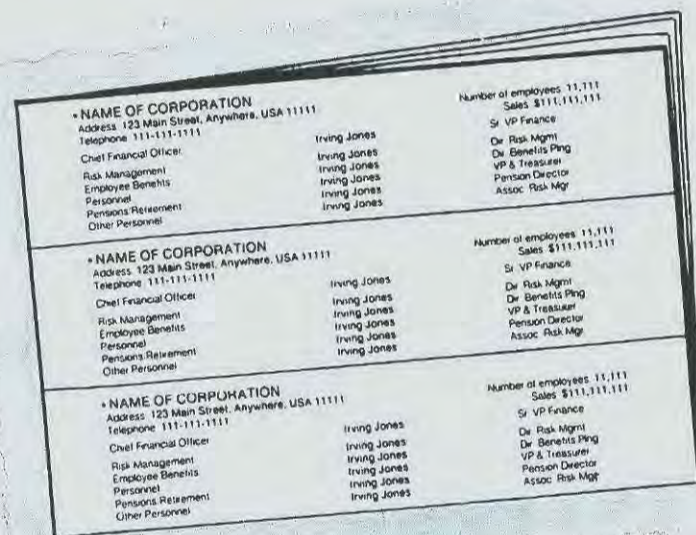 • NAME OF CORPORATION Number of employees 11,111
Address 123 Main Street, Anywhere, USA 11111 Sales $111,111,111
Telephone 111-111-1111
Chief Financial Officer Irving Jones Sr VP Finance
Risk Management Irving Jones Dir Risk Mgmt
Employee Benefits Irving Jones Dir Benefits Plng
Personnel Irving Jones VP & Treasurer
Pensions/Retirement Irving Jones Pension Director
Other Personnel Irving Jones Assoc Risk Mgr
• NAME OF CORPORATION Number of employees 11,111
Address 123 Main Street, Anywhere, USA 11111 Sales $111,111,111
Telephone 111-111-1111
Chief Financial Officer Irving Jones Sr VP Finance
Risk Management Irving Jones Dir Risk Mgmt
Employee Benefits Irving Jones Dir Benefits Plng
Personnel Irving Jones VP & Treasurer
Pensions/Retirement Irving Jones Pension Director
Other Personnel Irving Jones Assoc Risk Mgr
• NAME OF CORPORATION Number of employees 11,111
Address 123 Main Street, Anywhere, USA 11111 Sales $111,111,111
Telephone 111-111-1111
Chief Financial Officer Irving Jones Sr VP Finance
Risk Management Irving Jones Dir Risk Mgmt
Employee Benefits Irving Jones Dir Benefits Plng
Personnel Irving Jones VP & Treasurer
Pensions Retirement Irving Jones Pension Director
Other Personnel Irving Jones Assoc Risk Mgr